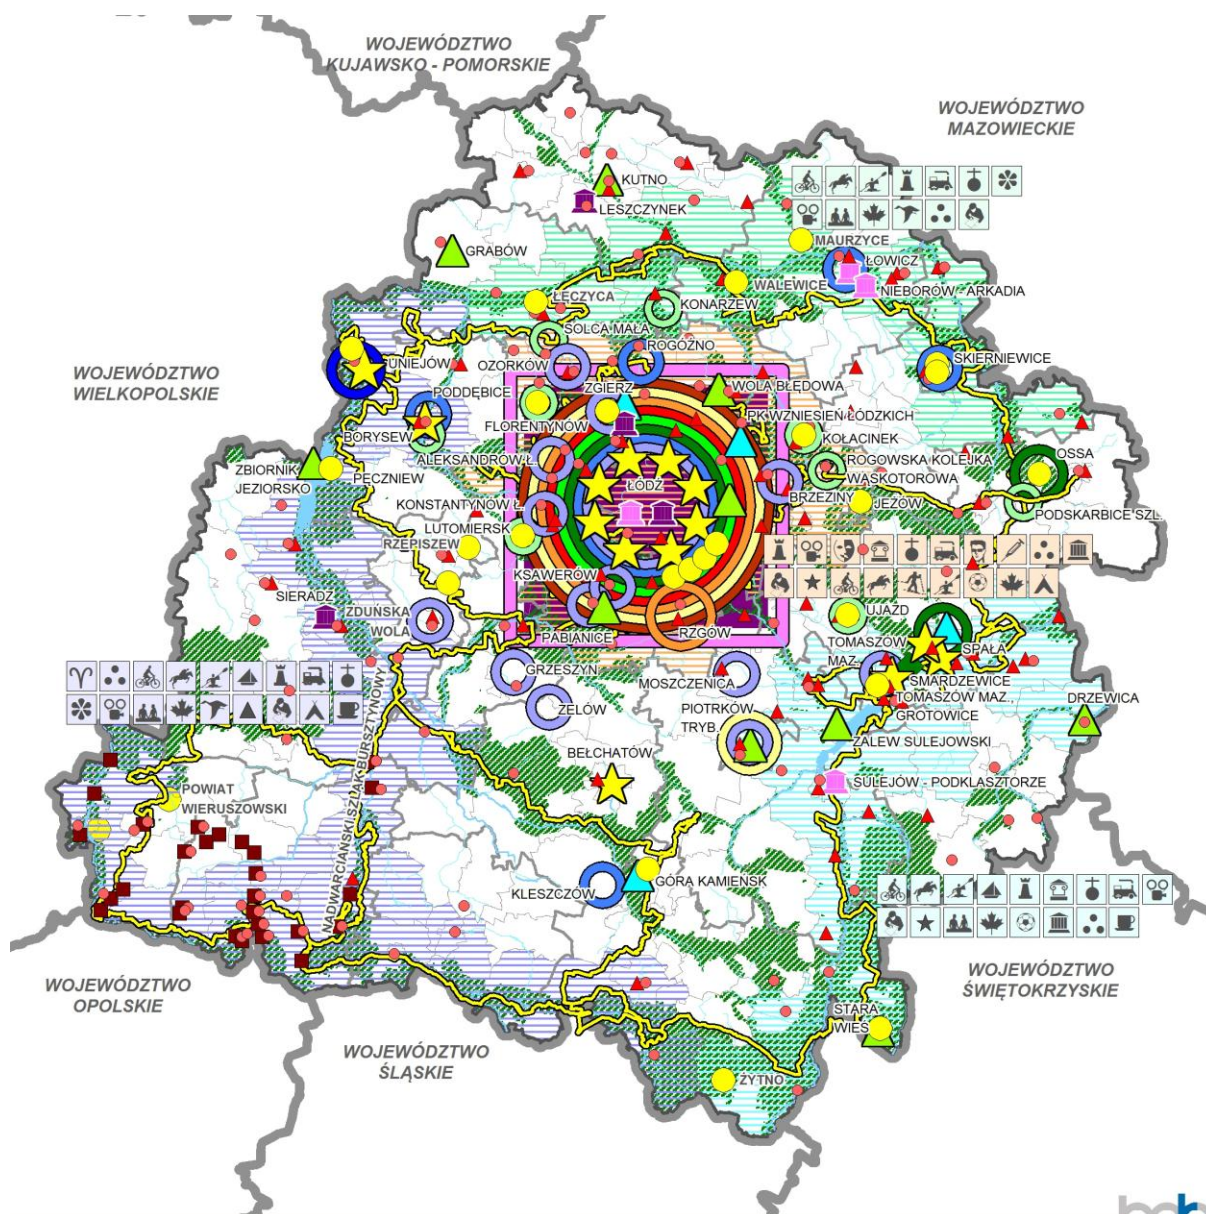 WOJEWÓDZTWO
KUJAWSKO - POMORSKIE
WOJEWÓDZTWO
MAZOWIECKIE
KUTNO
LESZCZYNEK
GRABÓW
MAURZYCE
ŁOWICZ
NIEBORÓW - ARKADIA
WALEWICE
ŁĘCZYCA
KONARZEW
SOLCA MAŁA
ROGÓŹNO
WOJEWÓDZTWO
WIELKOPOLSKIE
UNIEJÓW
OZORKÓW
SKIERNIEWICE
ZGIERZ
WOLA BŁĘDOWA
PODDĘBICE
PK WZNIESIEŃ ŁÓDZKICH
FLORENTYNÓW
BORYSEW
KOŁACINEK
ALEKSANDRÓW Ł.
OSSA
ZBIORNIK
JEZIORSKO
PĘCZNIEW
ROGOWSKA KOLEJKA
WĄSKOTOROWA
ŁÓDŹ
BRZEZINY
JEŻÓW
KONSTANTYNÓW Ł.
PODSKARBICE SZL.
LUTOMIERSK
RZEPISZEW
KSAWERÓW
SIERADZ
ZDUŃSKA
WOLA
UJAZD
PABIANICE
RZGÓW
TOMASZÓW
MAZ.
SPAŁA
GRZESZYN
MOSZCZENICA
SMARDZEWICE
TOMASZÓW MAZ.
DRZEWICA
ZELÓW
PIOTRKÓW
TRYB.
GROTOWICE
ZALEW SULEJOWSKI
BEŁCHATÓW
NADWARCIAŃSKI SZLAK BURSZTYNOWY
SULEJÓW - PODKLASZTORZE
POWIAT
WIERUSZOWSKI
KLESZCZÓW
GÓRA KAMIEŃSK
WOJEWÓDZTWO
OPOLSKIE
WOJEWÓDZTWO
ŚWIĘTOKRZYSKIE
STARA
WIEŚ
WOJEWÓDZTWO
ŚLĄSKIE
ŻYTNO